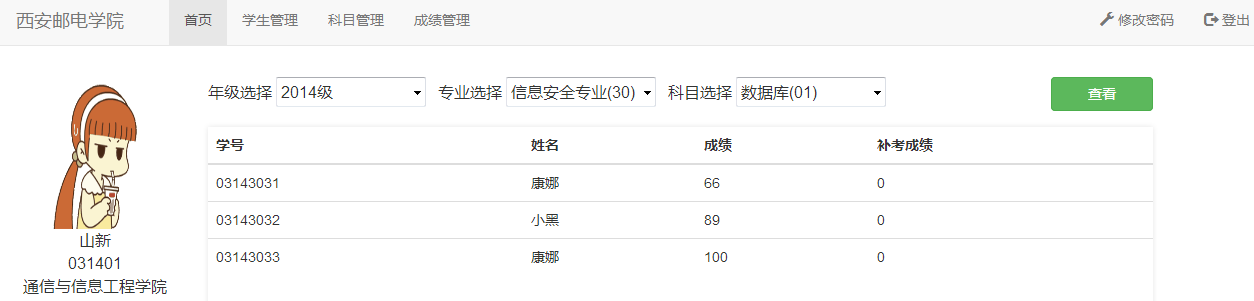 西安邮电学院 首页 学生管理 科目管理 成绩管理 修改密码 登出
年级选择 2014级 专业选择 信息安全专业(30) 科目选择 数据库(01) 查看
学号 姓名 成绩 补考成绩
03143031 康娜 66 0
03143032 小黑 89 0
03143033 康娜 100 0
山新
031401
通信与信息工程学院